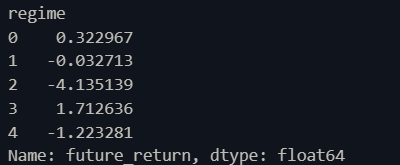 regime
0    0.322967
1   -0.032713
2   -4.135139
3    1.712636
4   -1.223281
Name: future_return, dtype: float64